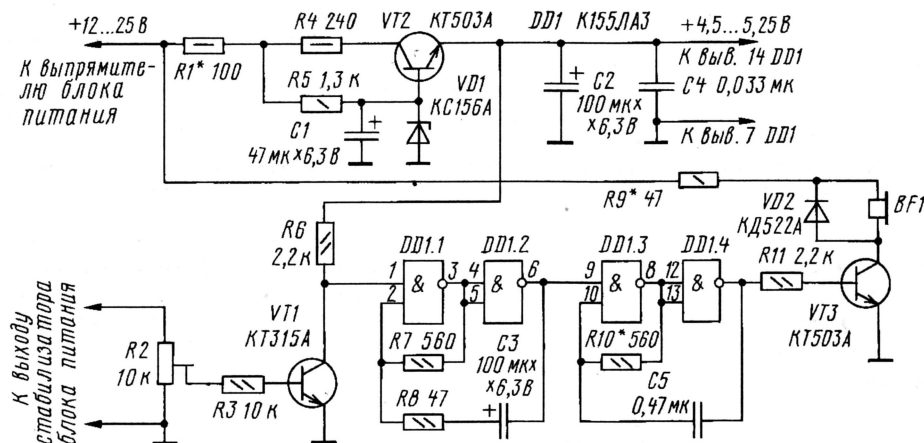 +12...25 В
К выпрямите-
лю блока
питания
R1* 100
R4 240
R5 1,3 к
C1
47 мк × 6,3 В
+
VT2
КТ503А
VD1
КС156А
DD1 К155ЛА3
+
C2
100 мк×
×6,3 В
+4,5...5,25 В
К выв. 14 DD1
C4 0,033 мк
К выв. 7 DD1
R9* 47
VD2
КД522А
BF1
R6
2,2 к
DD1.1
DD1.2
DD1.3
DD1.4
R11 2,2 к
1
2
&
3
4
5
&
6
9
10
&
8
12
13
&
VT3
КТ503А
К выходу
стабилизатора
блока питания
R2
10 к
R3 10 к
VT1
КТ315А
R7 560
R8 47
C3
100 мк×
×6,3 В
+
R10* 560
C5
0,47 мк